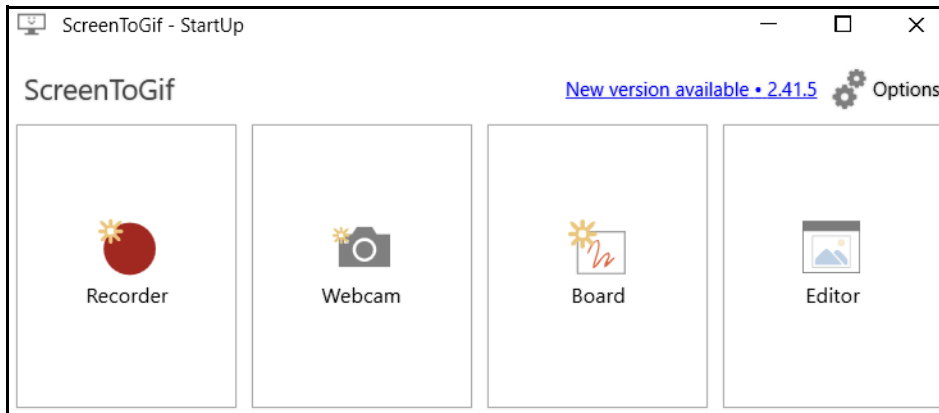 ScreenToGif - StartUp
ScreenToGif
New version available • 2.41.5
Options
Recorder
Webcam
Board
Editor